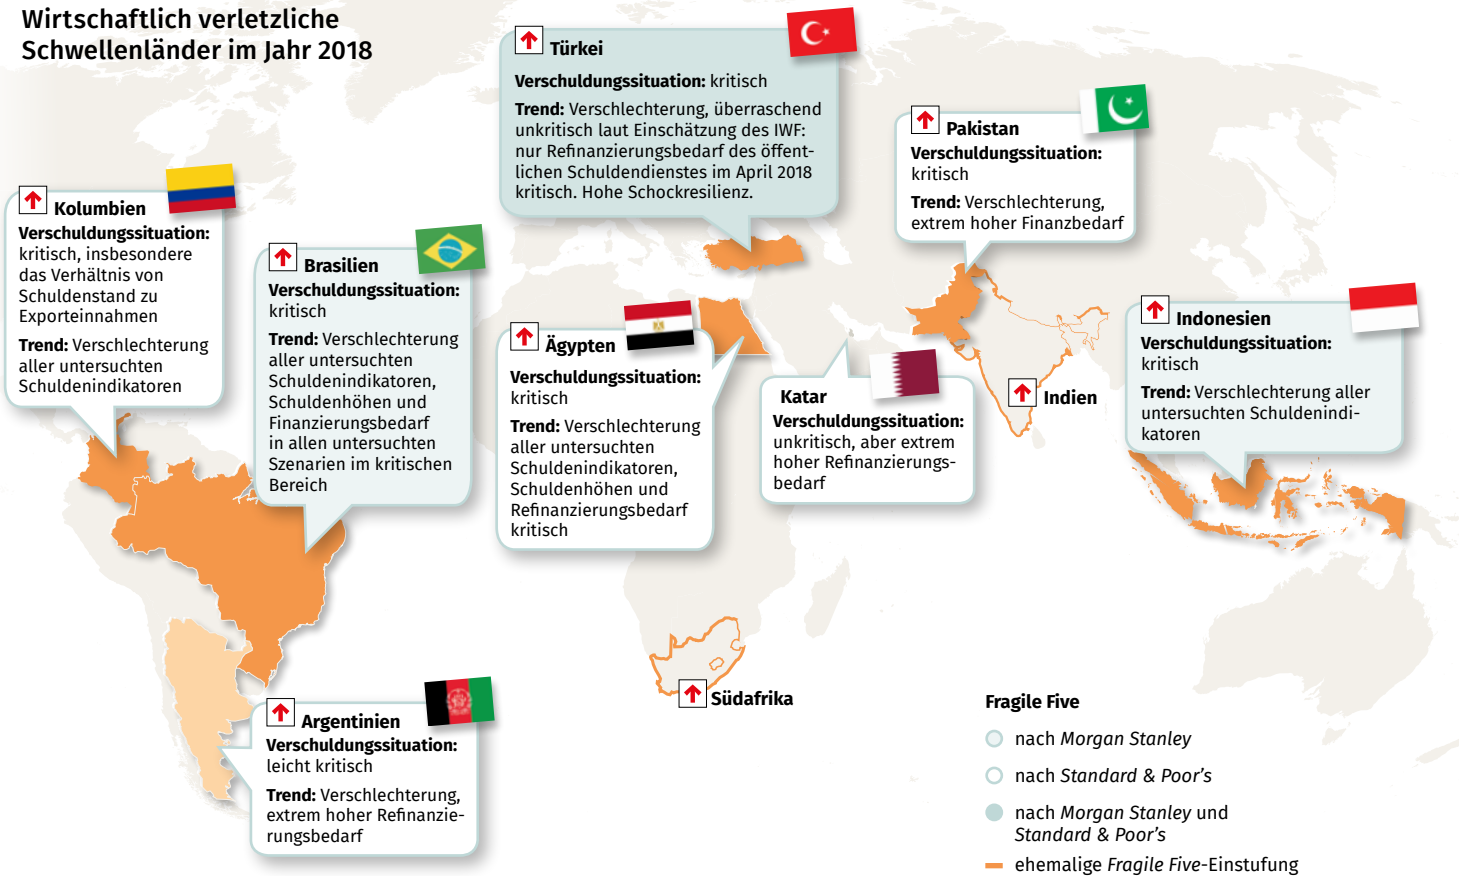 Wirtschaftlich verletzliche
Schwellenländer im Jahr 2018
Türkei
Verschuldungssituation: kritisch
Trend: Verschlechterung, überraschend
unkritisch laut Einschätzung des IWF:
nur Refinanzierungsbedarf des öffent-
lichen Schuldendienstes im April 2018
kritisch. Hohe Schockresilienz.
Pakistan
Verschuldungssituation:
kritisch
Trend: Verschlechterung,
extrem hoher Finanzbedarf
Kolumbien
Verschuldungssituation:
kritisch, insbesondere
das Verhältnis von
Schuldenstand zu
Exporteinnahmen
Trend: Verschlechterung
aller untersuchten
Schuldenindikatoren
Brasilien
Verschuldungssituation:
kritisch
Trend: Verschlechterung
aller untersuchten
Schuldenindikatoren,
Schuldenhöhen und
Finanzierungsbedarf
in allen untersuchten
Szenarien im kritischen
Bereich
Ägypten
Verschuldungssituation:
kritisch
Trend: Verschlechterung
aller untersuchten
Schuldenindikatoren,
Schuldenhöhen und
Refinanzierungsbedarf
kritisch
Katar
Verschuldungssituation:
unkritisch, aber extrem
hoher Refinanzierungs-
bedarf
Indien
Indonesien
Verschuldungssituation:
kritisch
Trend: Verschlechterung aller
untersuchten Schuldenindi-
katoren
Argentinien
Verschuldungssituation:
leicht kritisch
Trend: Verschlechterung,
extrem hoher Refinanzie-
rungsbedarf
Südafrika
Fragile Five
nach Morgan Stanley
nach Standard & Poor's
nach Morgan Stanley und
Standard & Poor's
ehemalige Fragile Five-Einstufung